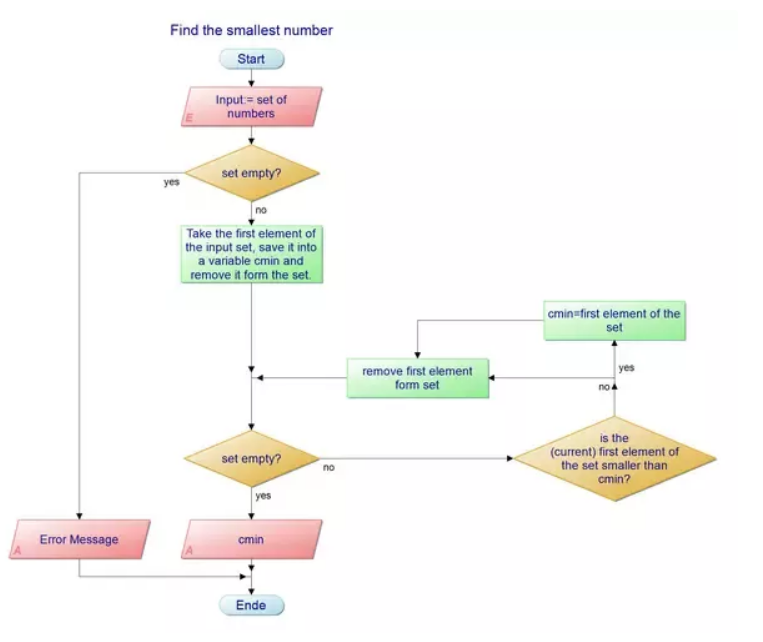 Find the smallest number
Start
Input:= set of
numbers
E
set empty?
yes
no
Take the first element of
the input set, save it into
a variable cmin and
remove it form the set.
cmin=first element of the
set
remove first element
form set
yes
no
is the
(current) first element of
the set smaller than
cmin?
set empty?
no
yes
Error Message
A
cmin
A
Ende